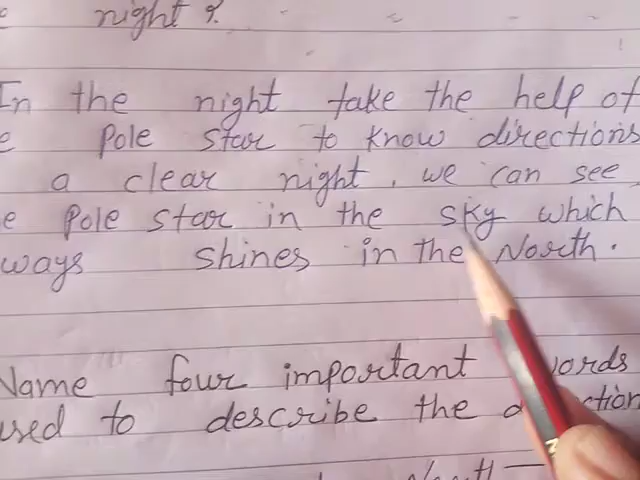 night?
In the night take the help of
e Pole star to know directions
a clear night, we can see
e Pole star in the sky which
ways shines in the North.
Name four important words
used to describe the